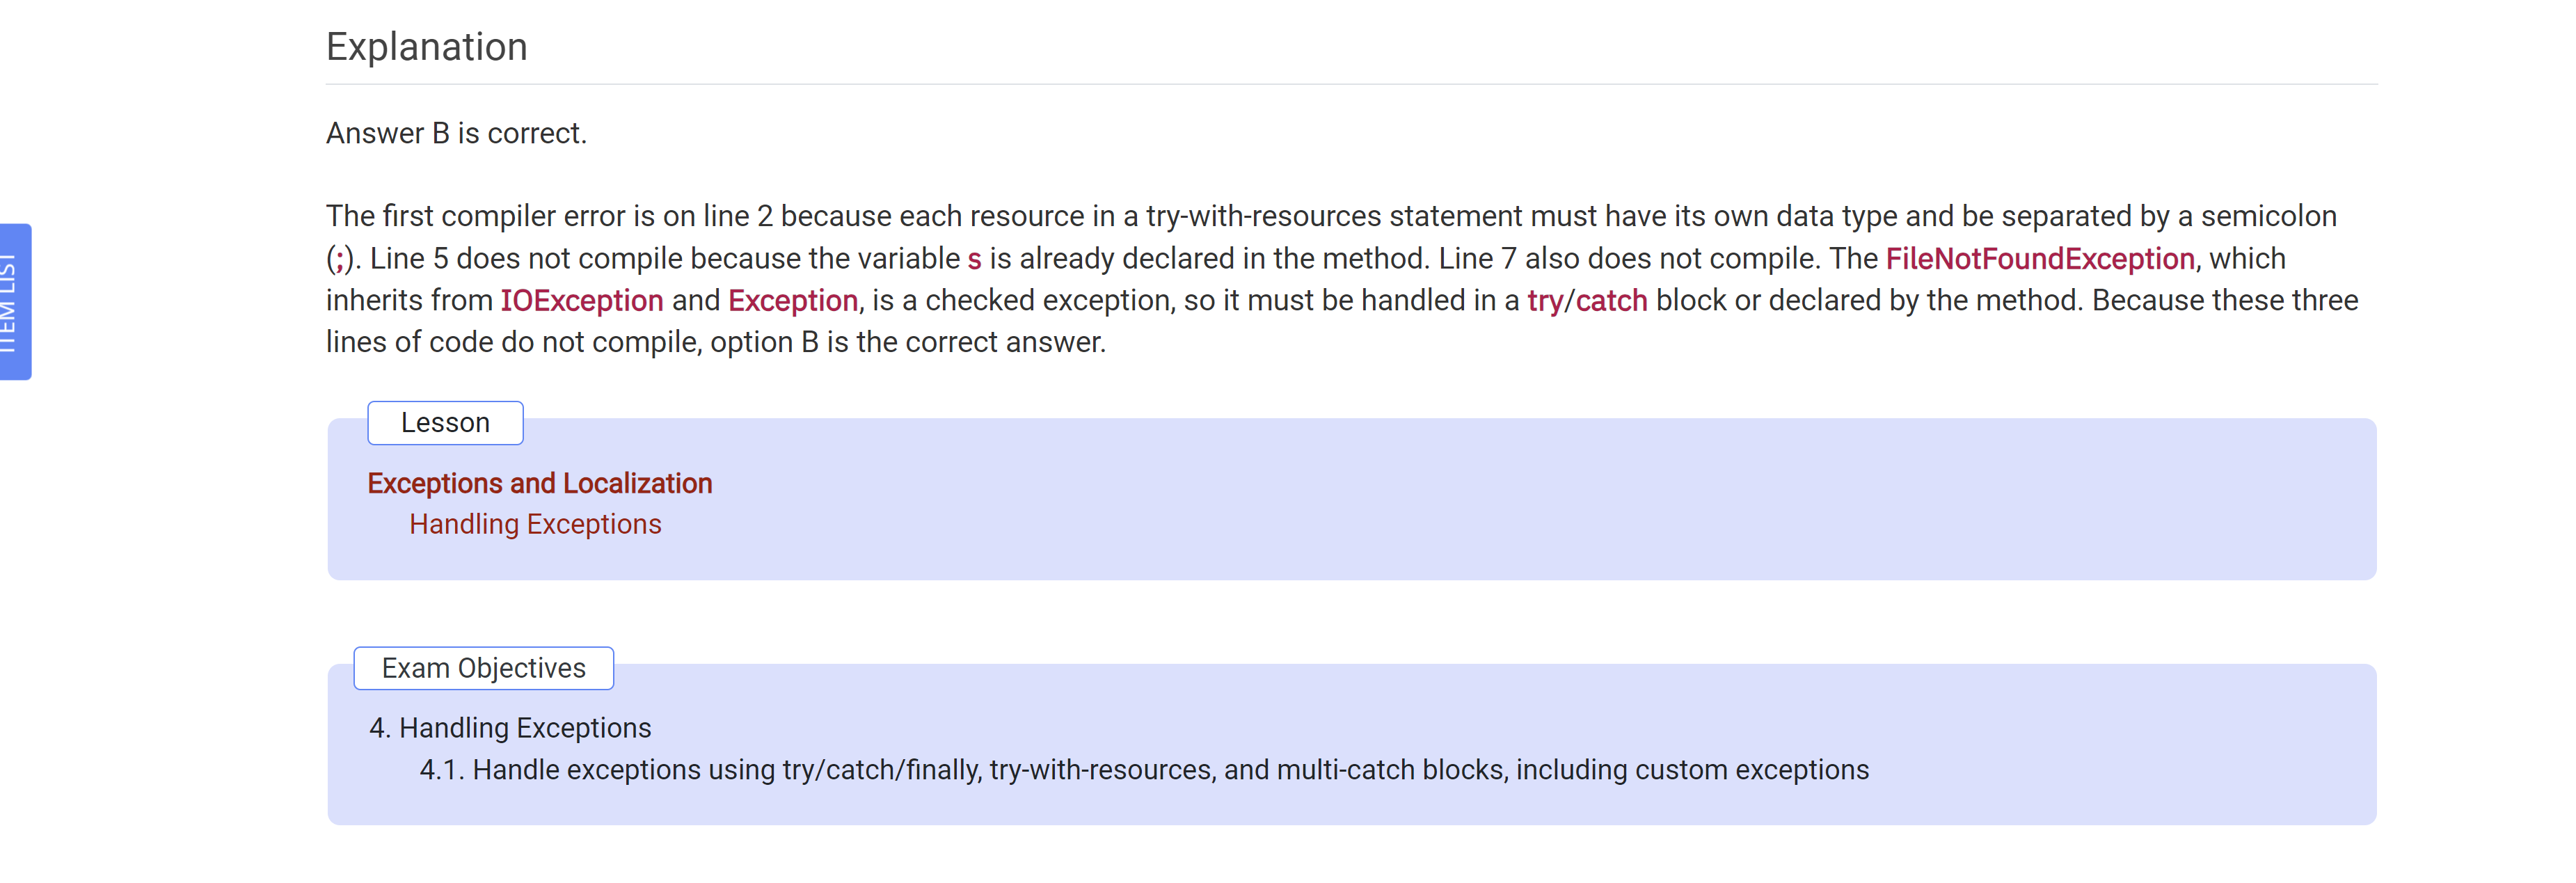 Explanation
Answer B is correct.
The first compiler error is on line 2 because each resource in a try-with-resources statement must have its own data type and be separated by a semicolon
(;). Line 5 does not compile because the variable s is already declared in the method. Line 7 also does not compile. The FileNotFoundException, which
inherits from IOException and Exception, is a checked exception, so it must be handled in a try/catch block or declared by the method. Because these three
lines of code do not compile, option B is the correct answer.
ITEM LIST
Lesson
Exceptions and Localization
Handling Exceptions
Exam Objectives
4. Handling Exceptions
4.1. Handle exceptions using try/catch/finally, try-with-resources, and multi-catch blocks, including custom exceptions